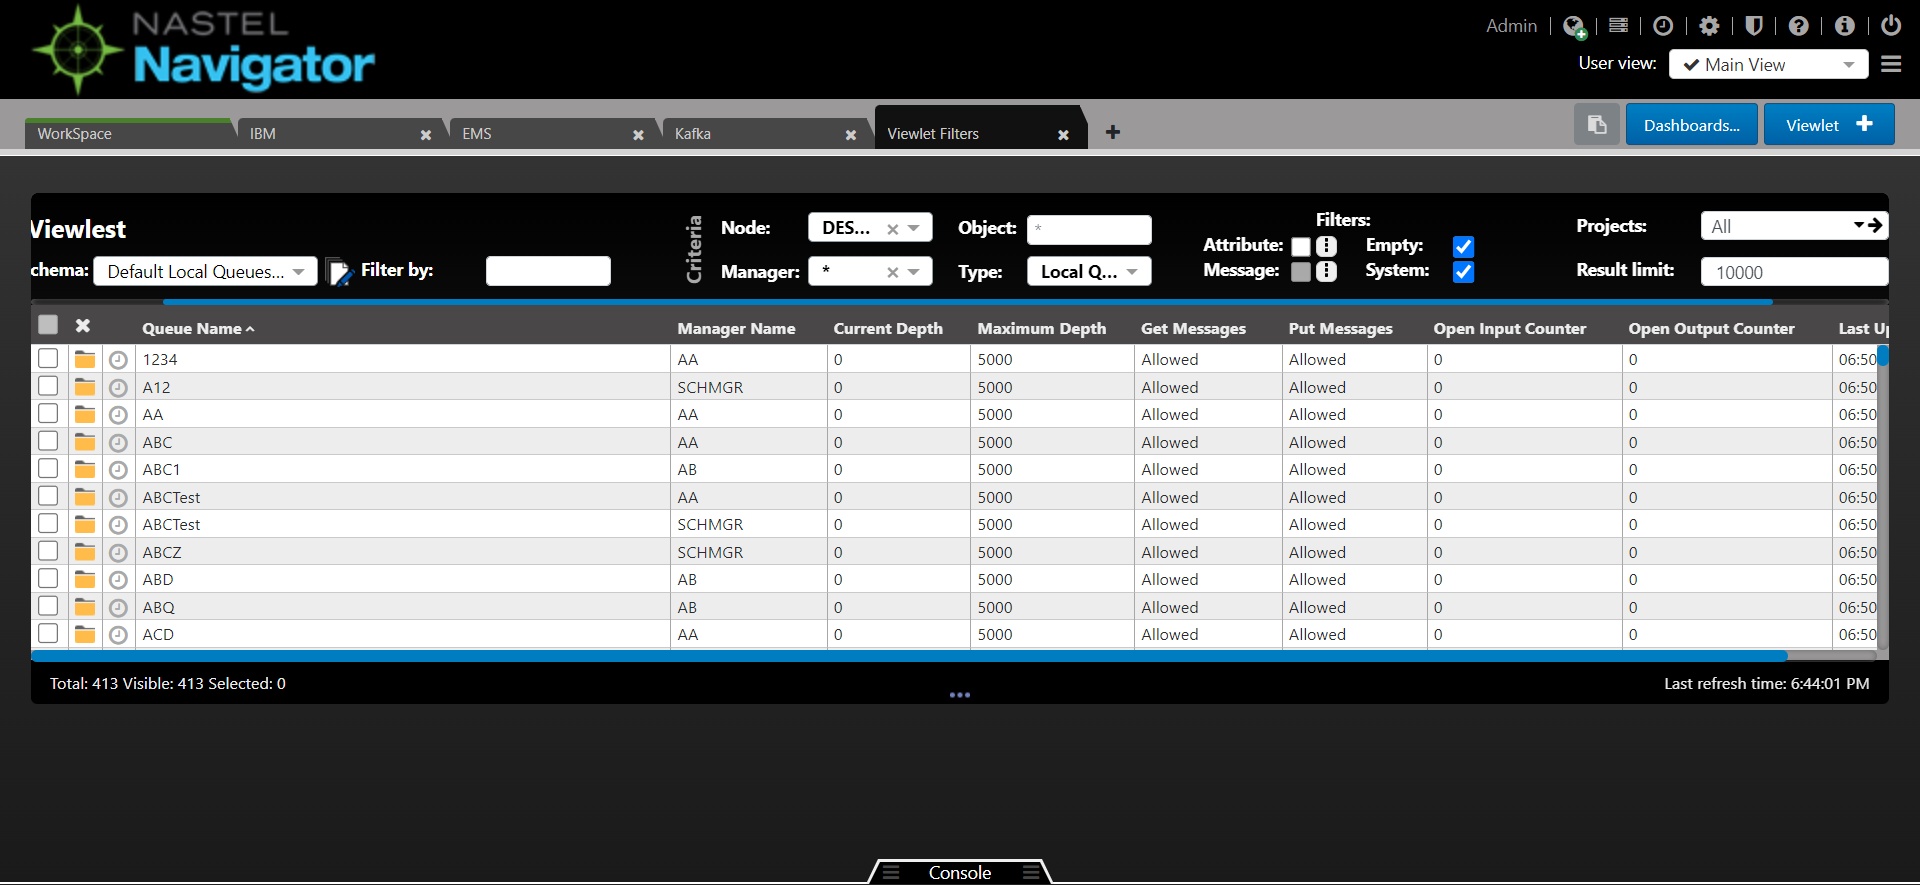 NASTEL
Navigator
Admin
User view: Main View
WorkSpace IBM EMS Kafka Viewlet Filters Dashboards... Viewlet
Viewlest
chema: Default Local Queues... Filter by:
Criteria
Node: DES... Object: *
Manager: * Type: Local Q...
Filters:
Attribute: Empty:
Message: System:
Projects: All
Result limit: 10000
Queue Name Manager Name Current Depth Maximum Depth Get Messages Put Messages Open Input Counter Open Output Counter Last Up
1234 AA 0 5000 Allowed Allowed 0 0 06:50
A12 SCHMGR 0 5000 Allowed Allowed 0 0 06:50
AA AA 0 5000 Allowed Allowed 0 0 06:50
ABC AA 0 5000 Allowed Allowed 0 0 06:50
ABC1 AB 0 5000 Allowed Allowed 0 0 06:50
ABCTest AA 0 5000 Allowed Allowed 0 0 06:50
ABCTest SCHMGR 0 5000 Allowed Allowed 0 0 06:50
ABCZ SCHMGR 0 5000 Allowed Allowed 0 0 06:50
ABD AB 0 5000 Allowed Allowed 0 0 06:50
ABQ AB 0 5000 Allowed Allowed 0 0 06:50
ACD AA 0 5000 Allowed Allowed 0 0 06:50
Total: 413 Visible: 413 Selected: 0
Last refresh time: 6:44:01 PM
Console